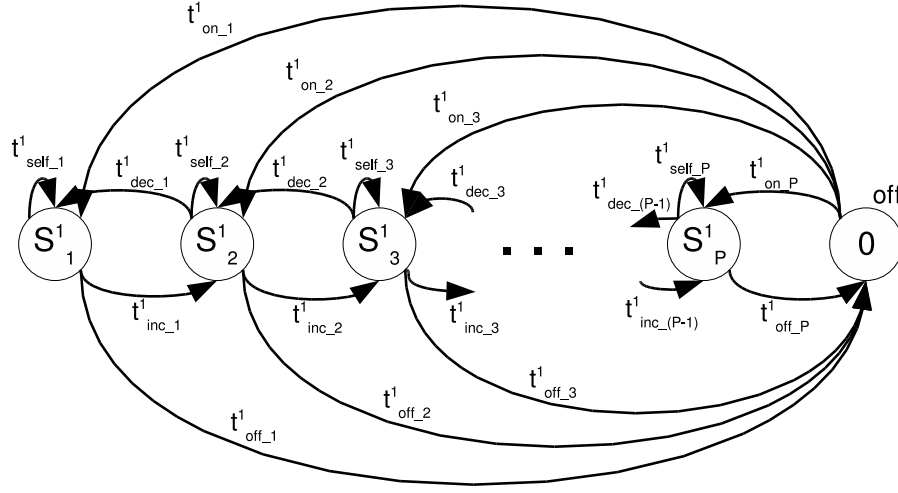 t¹on_1
t¹on_2
t¹on_3
t¹self_1
t¹dec_1
t¹self_2
t¹dec_2
t¹self_3
t¹dec_3
t¹dec_(P-1)
t¹self_P
t¹on_P
off
S¹1
S¹2
S¹3
. . .
S¹P
0
t¹inc_1
t¹inc_2
t¹inc_3
t¹inc_(P-1)
t¹off_P
t¹off_3
t¹off_2
t¹off_1